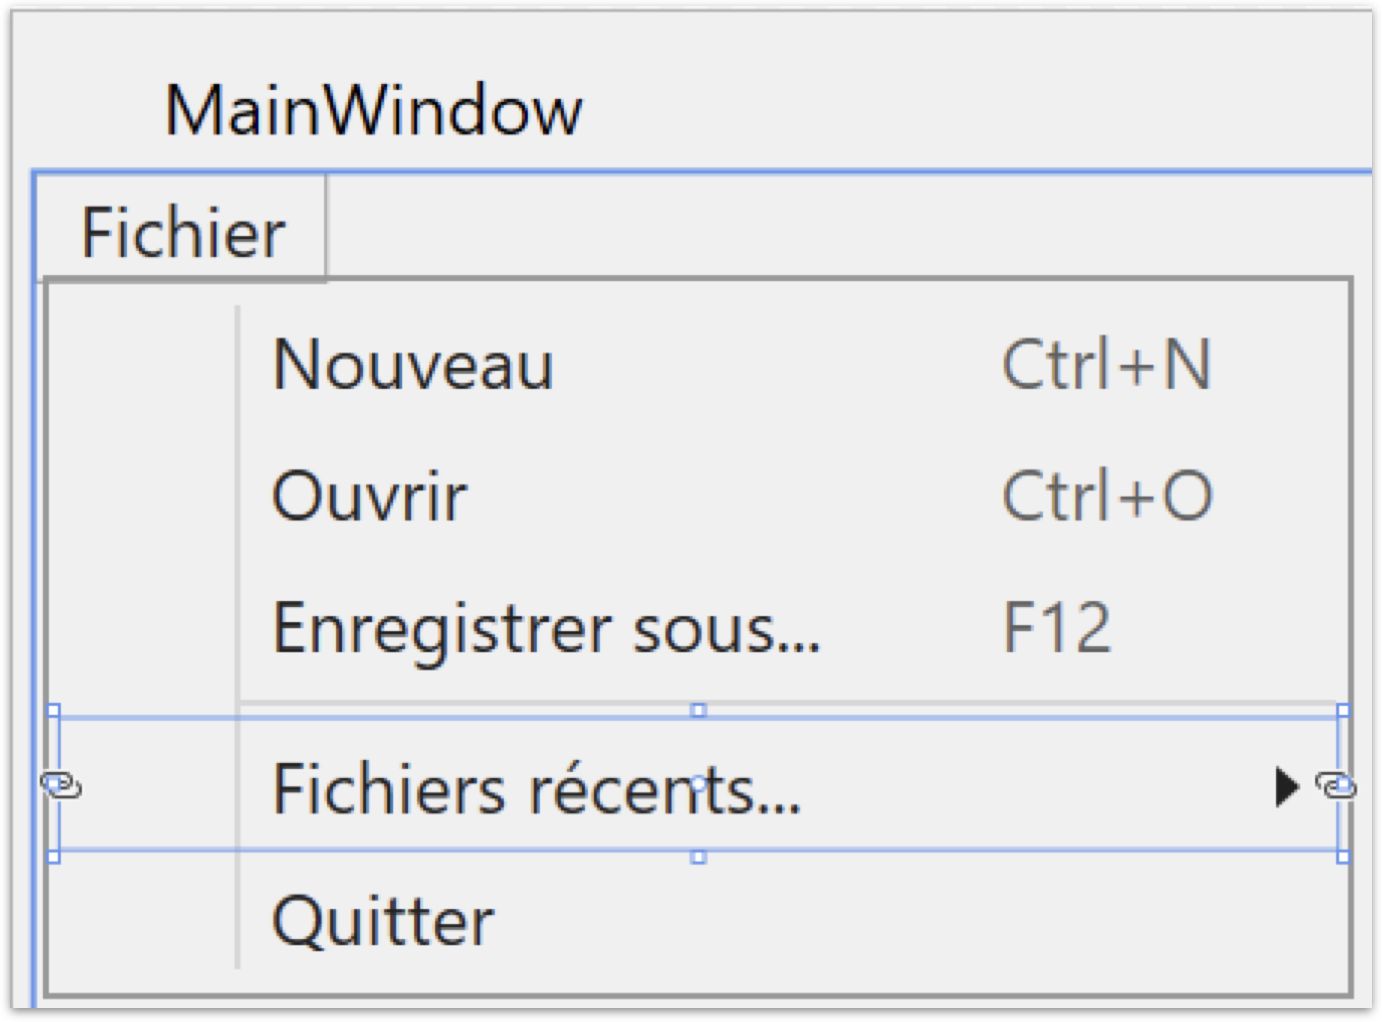 MainWindow
Fichier
Nouveau Ctrl+N
Ouvrir Ctrl+O
Enregistrer sous... F12
Fichiers récents...
Quitter